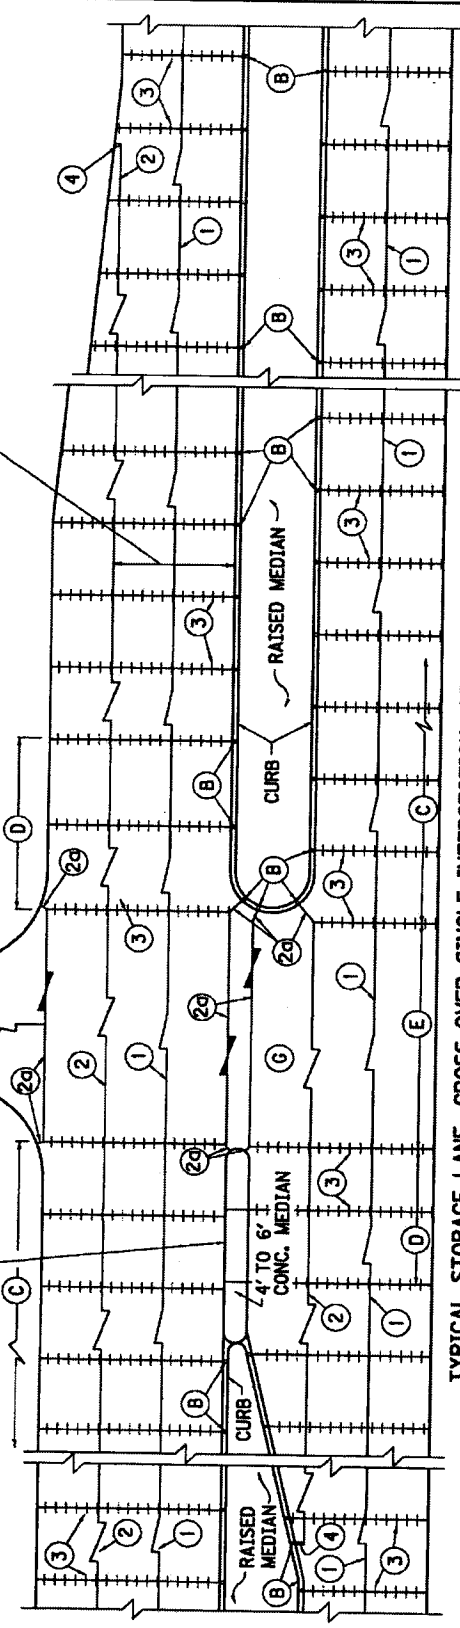 C
D
2a
2a
4
3
2
2
3
3
2
1
1
3
1
B
2a
2a
B
CURB
RAISED
MEDIAN
4' TO 6'
CONC. MEDIAN
G
2a
B
CURB
RAISED MEDIAN
B
B
B
B
4
2
3
1
3
3
3
1
3
1
1
1
D
E
C
TYPICAL STORAGE LANE, CROSS OVER SINGLE INTERSECTION